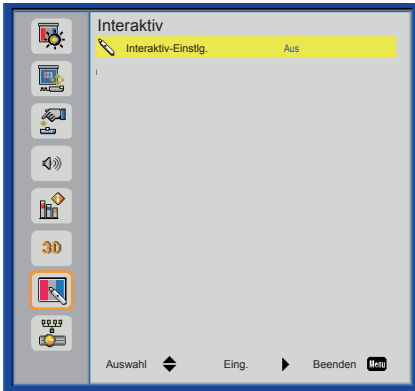 Interaktiv
Interaktiv-Einstlg. Aus
3D
Auswahl Eing. Beenden Menu